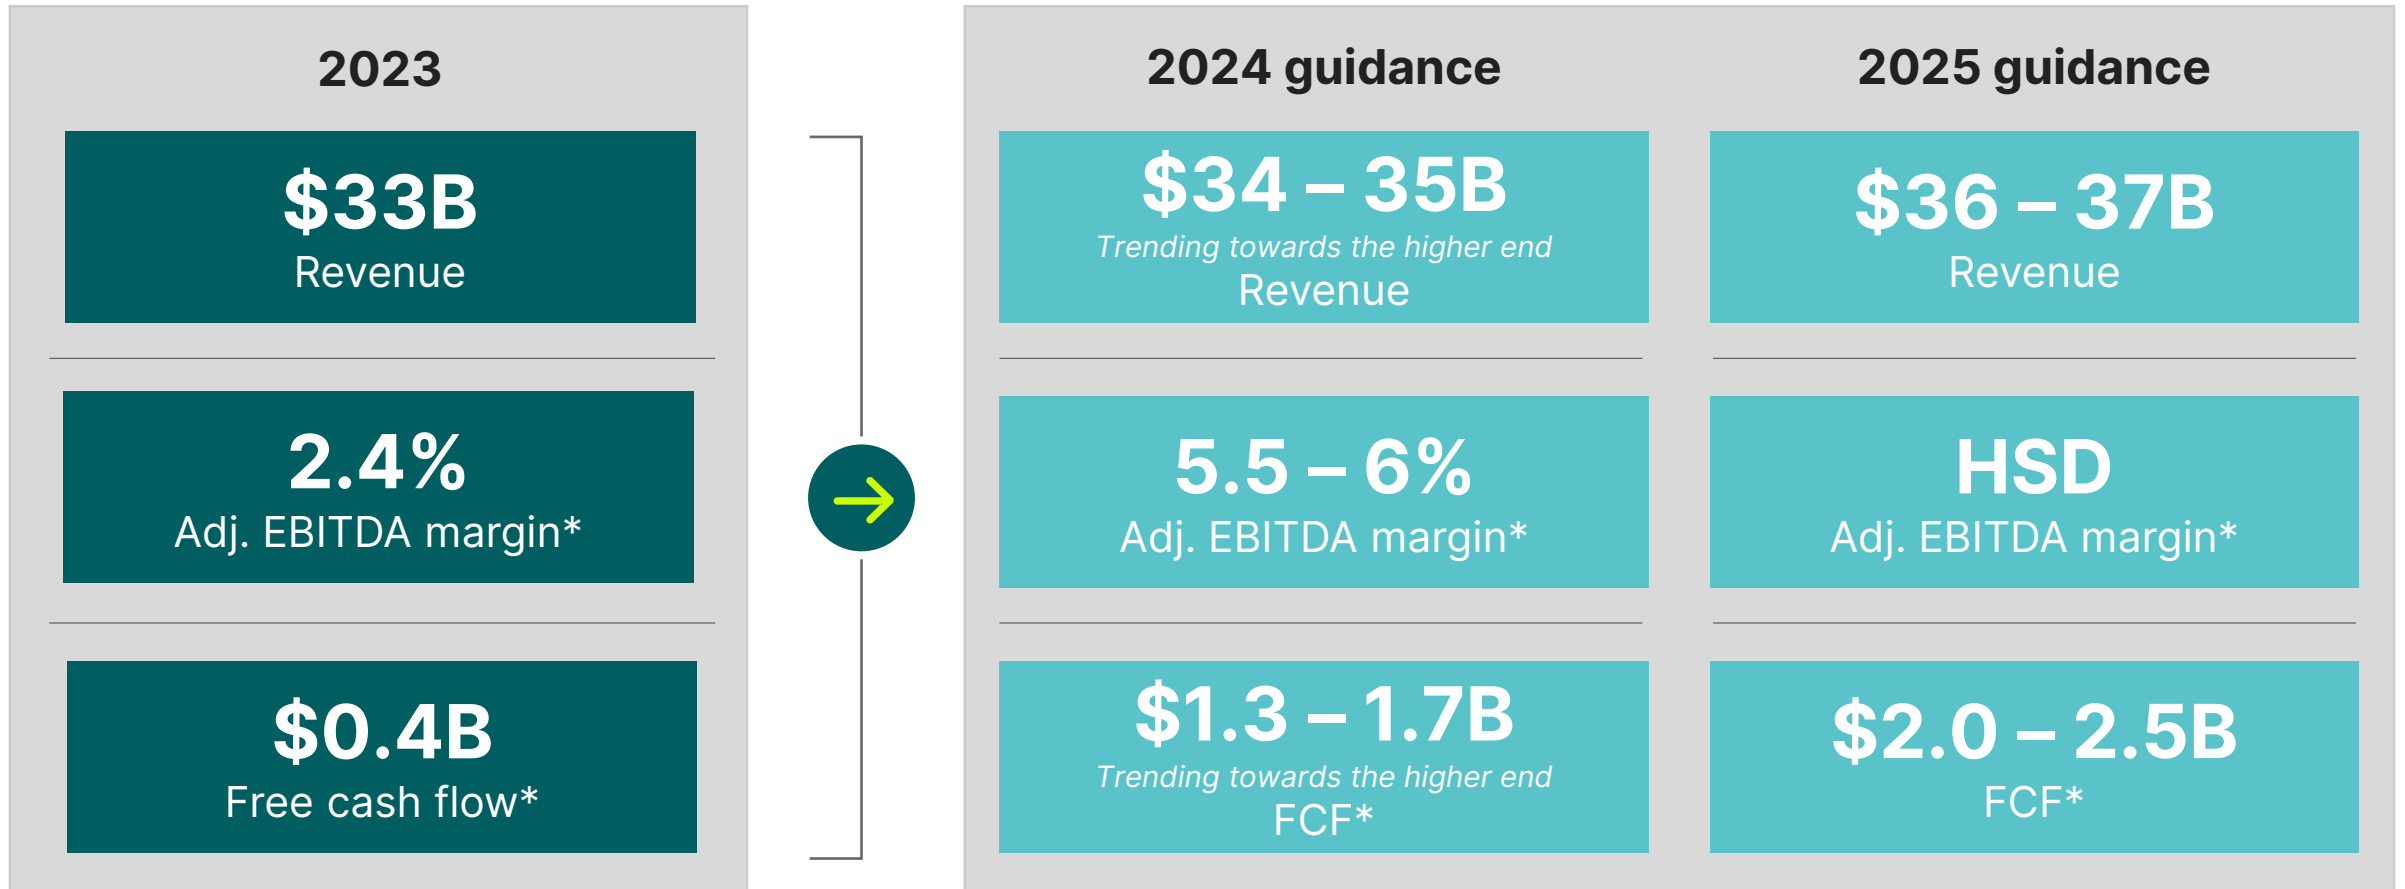 2023
$33B
Revenue
2.4%
Adj. EBITDA margin*
$0.4B
Free cash flow*
2024 guidance
$34 – 35B
Trending towards the higher end
Revenue
5.5 – 6%
Adj. EBITDA margin*
$1.3 – 1.7B
Trending towards the higher end
FCF*
2025 guidance
$36 – 37B
Revenue
HSD
Adj. EBITDA margin*
$2.0 – 2.5B
FCF*